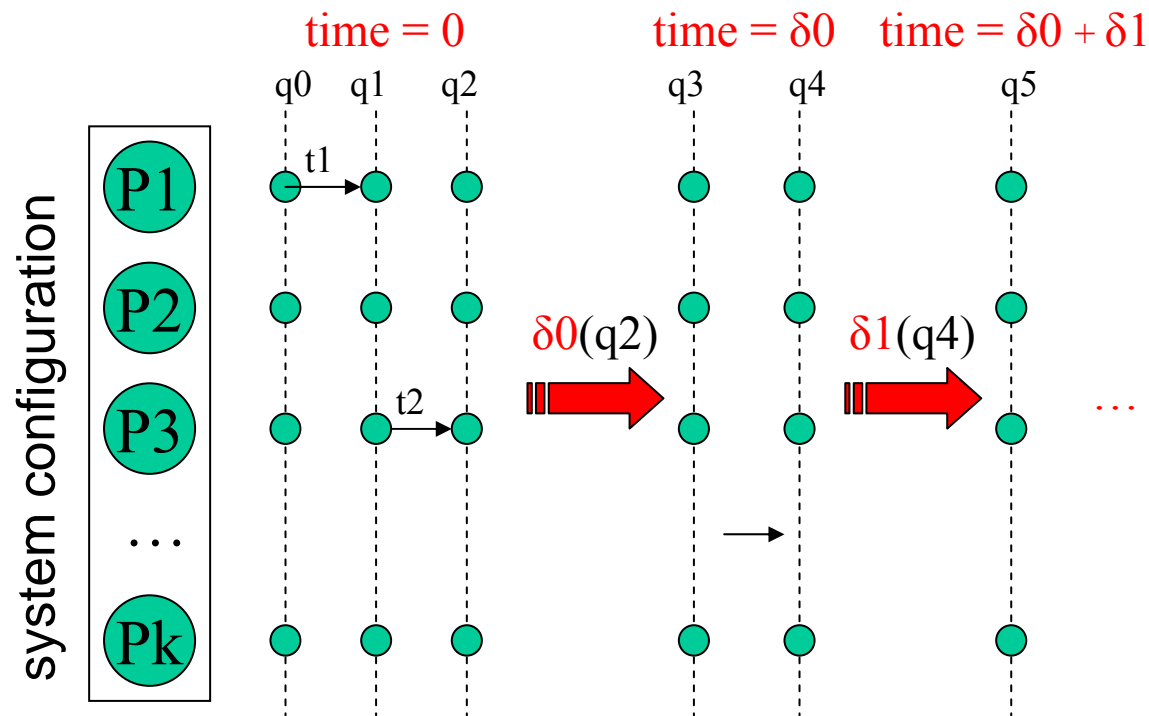 time = 0 time = δ0 time = δ0 + δ1
q0 q1 q2 q3 q4 q5
system configuration
P1 t1
P2
δ0(q2) δ1(q4)
P3 t2
...
...
Pk